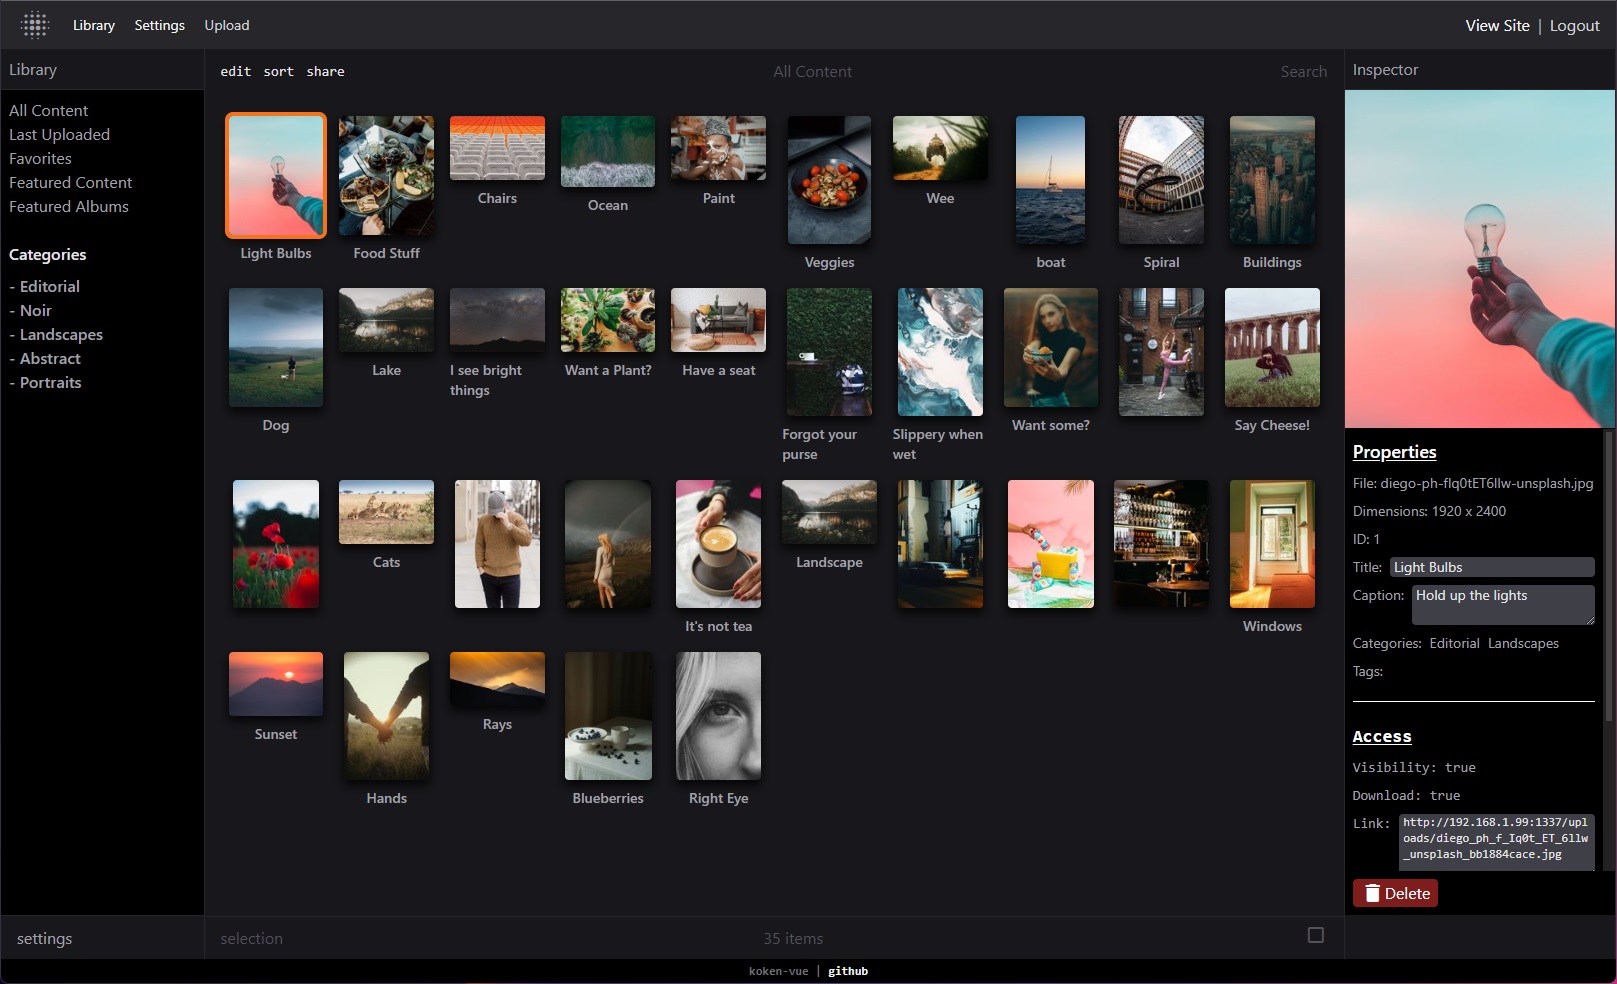 Library Settings Upload View Site | Logout
Library
edit sort share All Content Search
Inspector
All Content
Last Uploaded
Favorites
Featured Content
Featured Albums
Categories
- Editorial
- Noir
- Landscapes
- Abstract
- Portraits
Light Bulbs Food Stuff Chairs Ocean Paint Veggies Wee boat Spiral Buildings
Dog Lake I see bright things Want a Plant? Have a seat Forgot your purse Slippery when wet Want some? Say Cheese!
Cats It's not tea Landscape Windows
Sunset Hands Rays Blueberries Right Eye
Properties
File: diego-ph-fIq0tET6llw-unsplash.jpg
Dimensions: 1920 x 2400
ID: 1
Title: Light Bulbs
Caption: Hold up the lights
Categories: Editorial Landscapes
Tags:
Access
Visibility: true
Download: true
Link: http://192.168.1.99:1337/upl
oads/diego_ph_f_Iq0t_ET_6llw
_unsplash_bb1884cace.jpg
Delete
settings selection 35 items
koken-vue | github